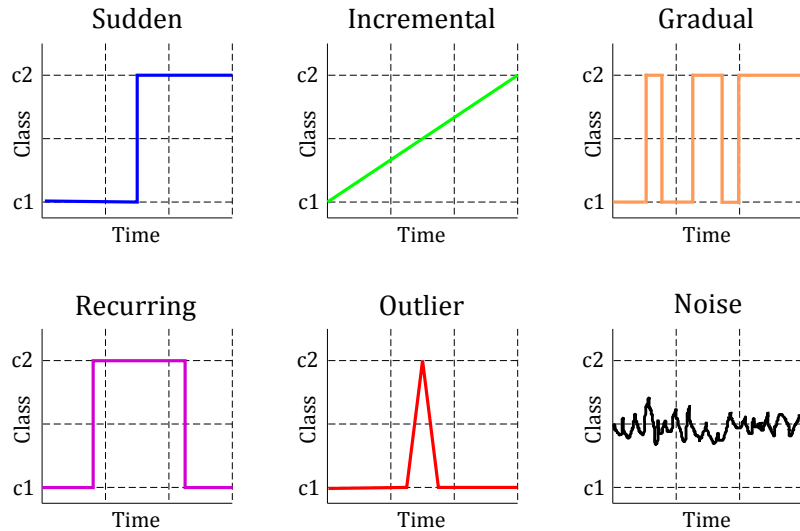 Sudden
c2
Class
c1
Time
Incremental
c2
Class
c1
Time
Gradual
c2
Class
c1
Time
Recurring
c2
Class
c1
Time
Outlier
c2
Class
c1
Time
Noise
c2
Class
c1
Time